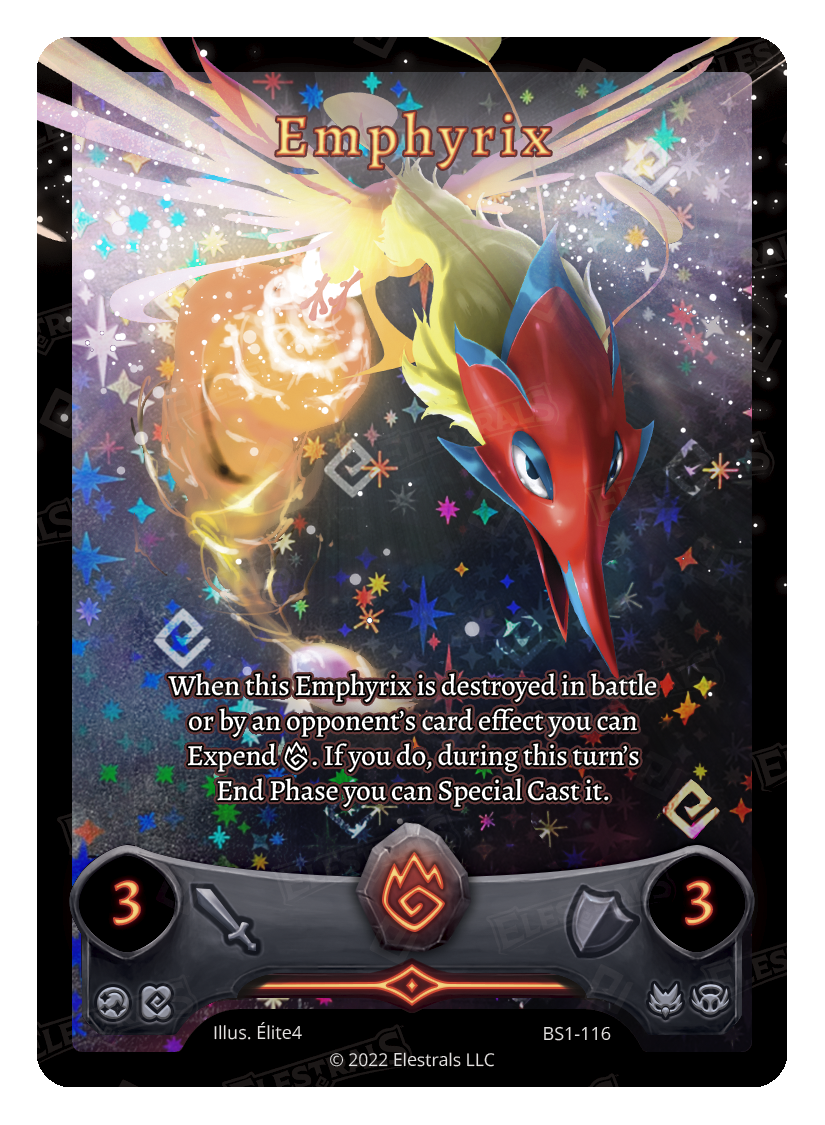 Emphyrix
When this Emphyrix is destroyed in battle
or by an opponent's card effect you can
Expend . If you do, during this turn's
End Phase you can Special Cast it.
3
3
Illus. Élite4
BS1-116
© 2022 Elestrals LLC
ELESTRALS